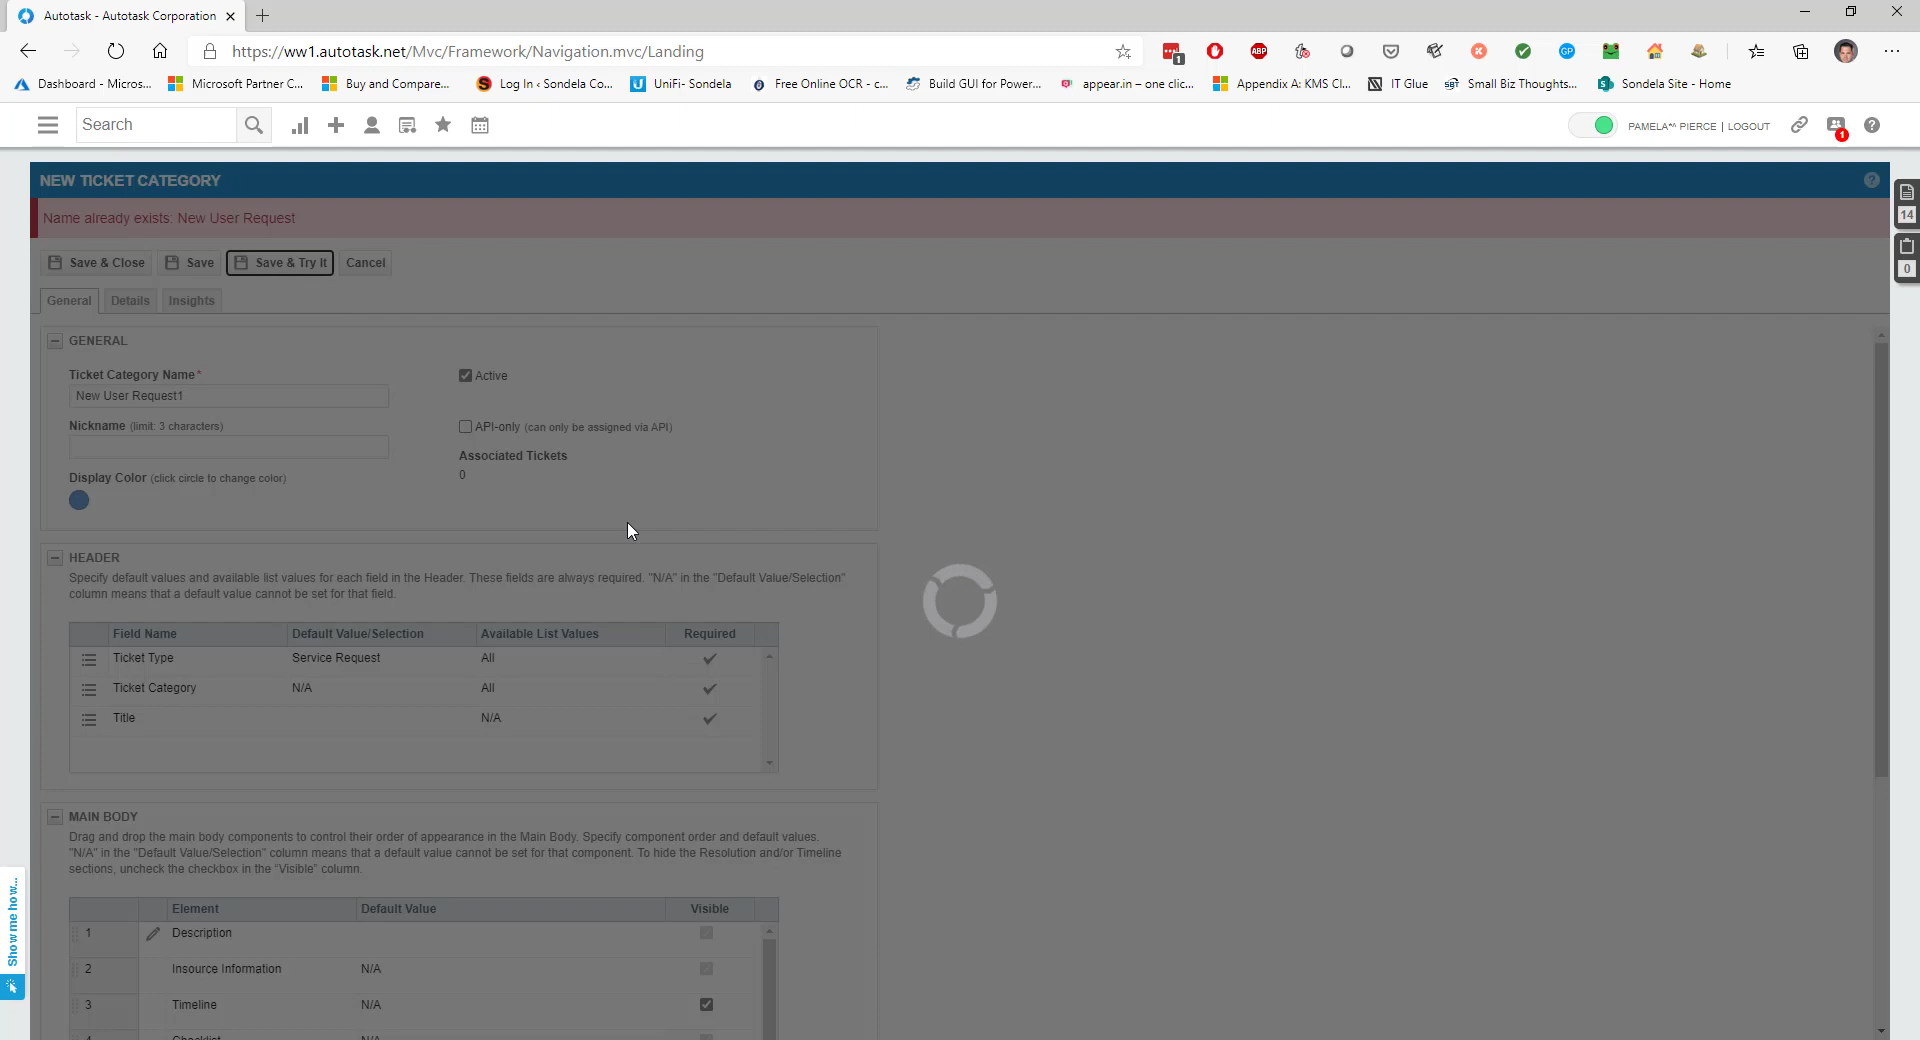 Autotask - Autotask Corporation
https://ww1.autotask.net/Mvc/Framework/Navigation.mvc/Landing
1
ABP
GP
Dashboard - Micros...
Microsoft Partner C...
Buy and Compare...
Log In ‹ Sondela Co...
UniFi- Sondela
Free Online OCR - c...
Build GUI for Power...
appear.in – one clic...
Appendix A: KMS Cl...
IT Glue
Small Biz Thoughts...
Sondela Site - Home
Search
PAMELA*^ PIERCE | LOGOUT
1
NEW TICKET CATEGORY
Name already exists: New User Request
14
0
Save & Close
Save
Save & Try It
Cancel
General
Details
Insights
GENERAL
Ticket Category Name*
New User Request1
Active
Nickname (limit: 3 characters)
API-only (can only be assigned via API)
Associated Tickets
0
Display Color (click circle to change color)
HEADER
Specify default values and available list values for each field in the Header. These fields are always required. "N/A" in the "Default Value/Selection"
column means that a default value cannot be set for that field.
Field Name Default Value/Selection Available List Values Required
Ticket Type Service Request All
Ticket Category N/A All
Title N/A
MAIN BODY
Drag and drop the main body components to control their order of appearance in the Main Body. Specify component order and default values.
"N/A" in the "Default Value/Selection" column means that a default value cannot be set for that component. To hide the Resolution and/or Timeline
sections, uncheck the checkbox in the "Visible" column.
Element Default Value Visible
1 Description
2 Insource Information N/A
3 Timeline N/A
4 Checklist N/A
Show me how...